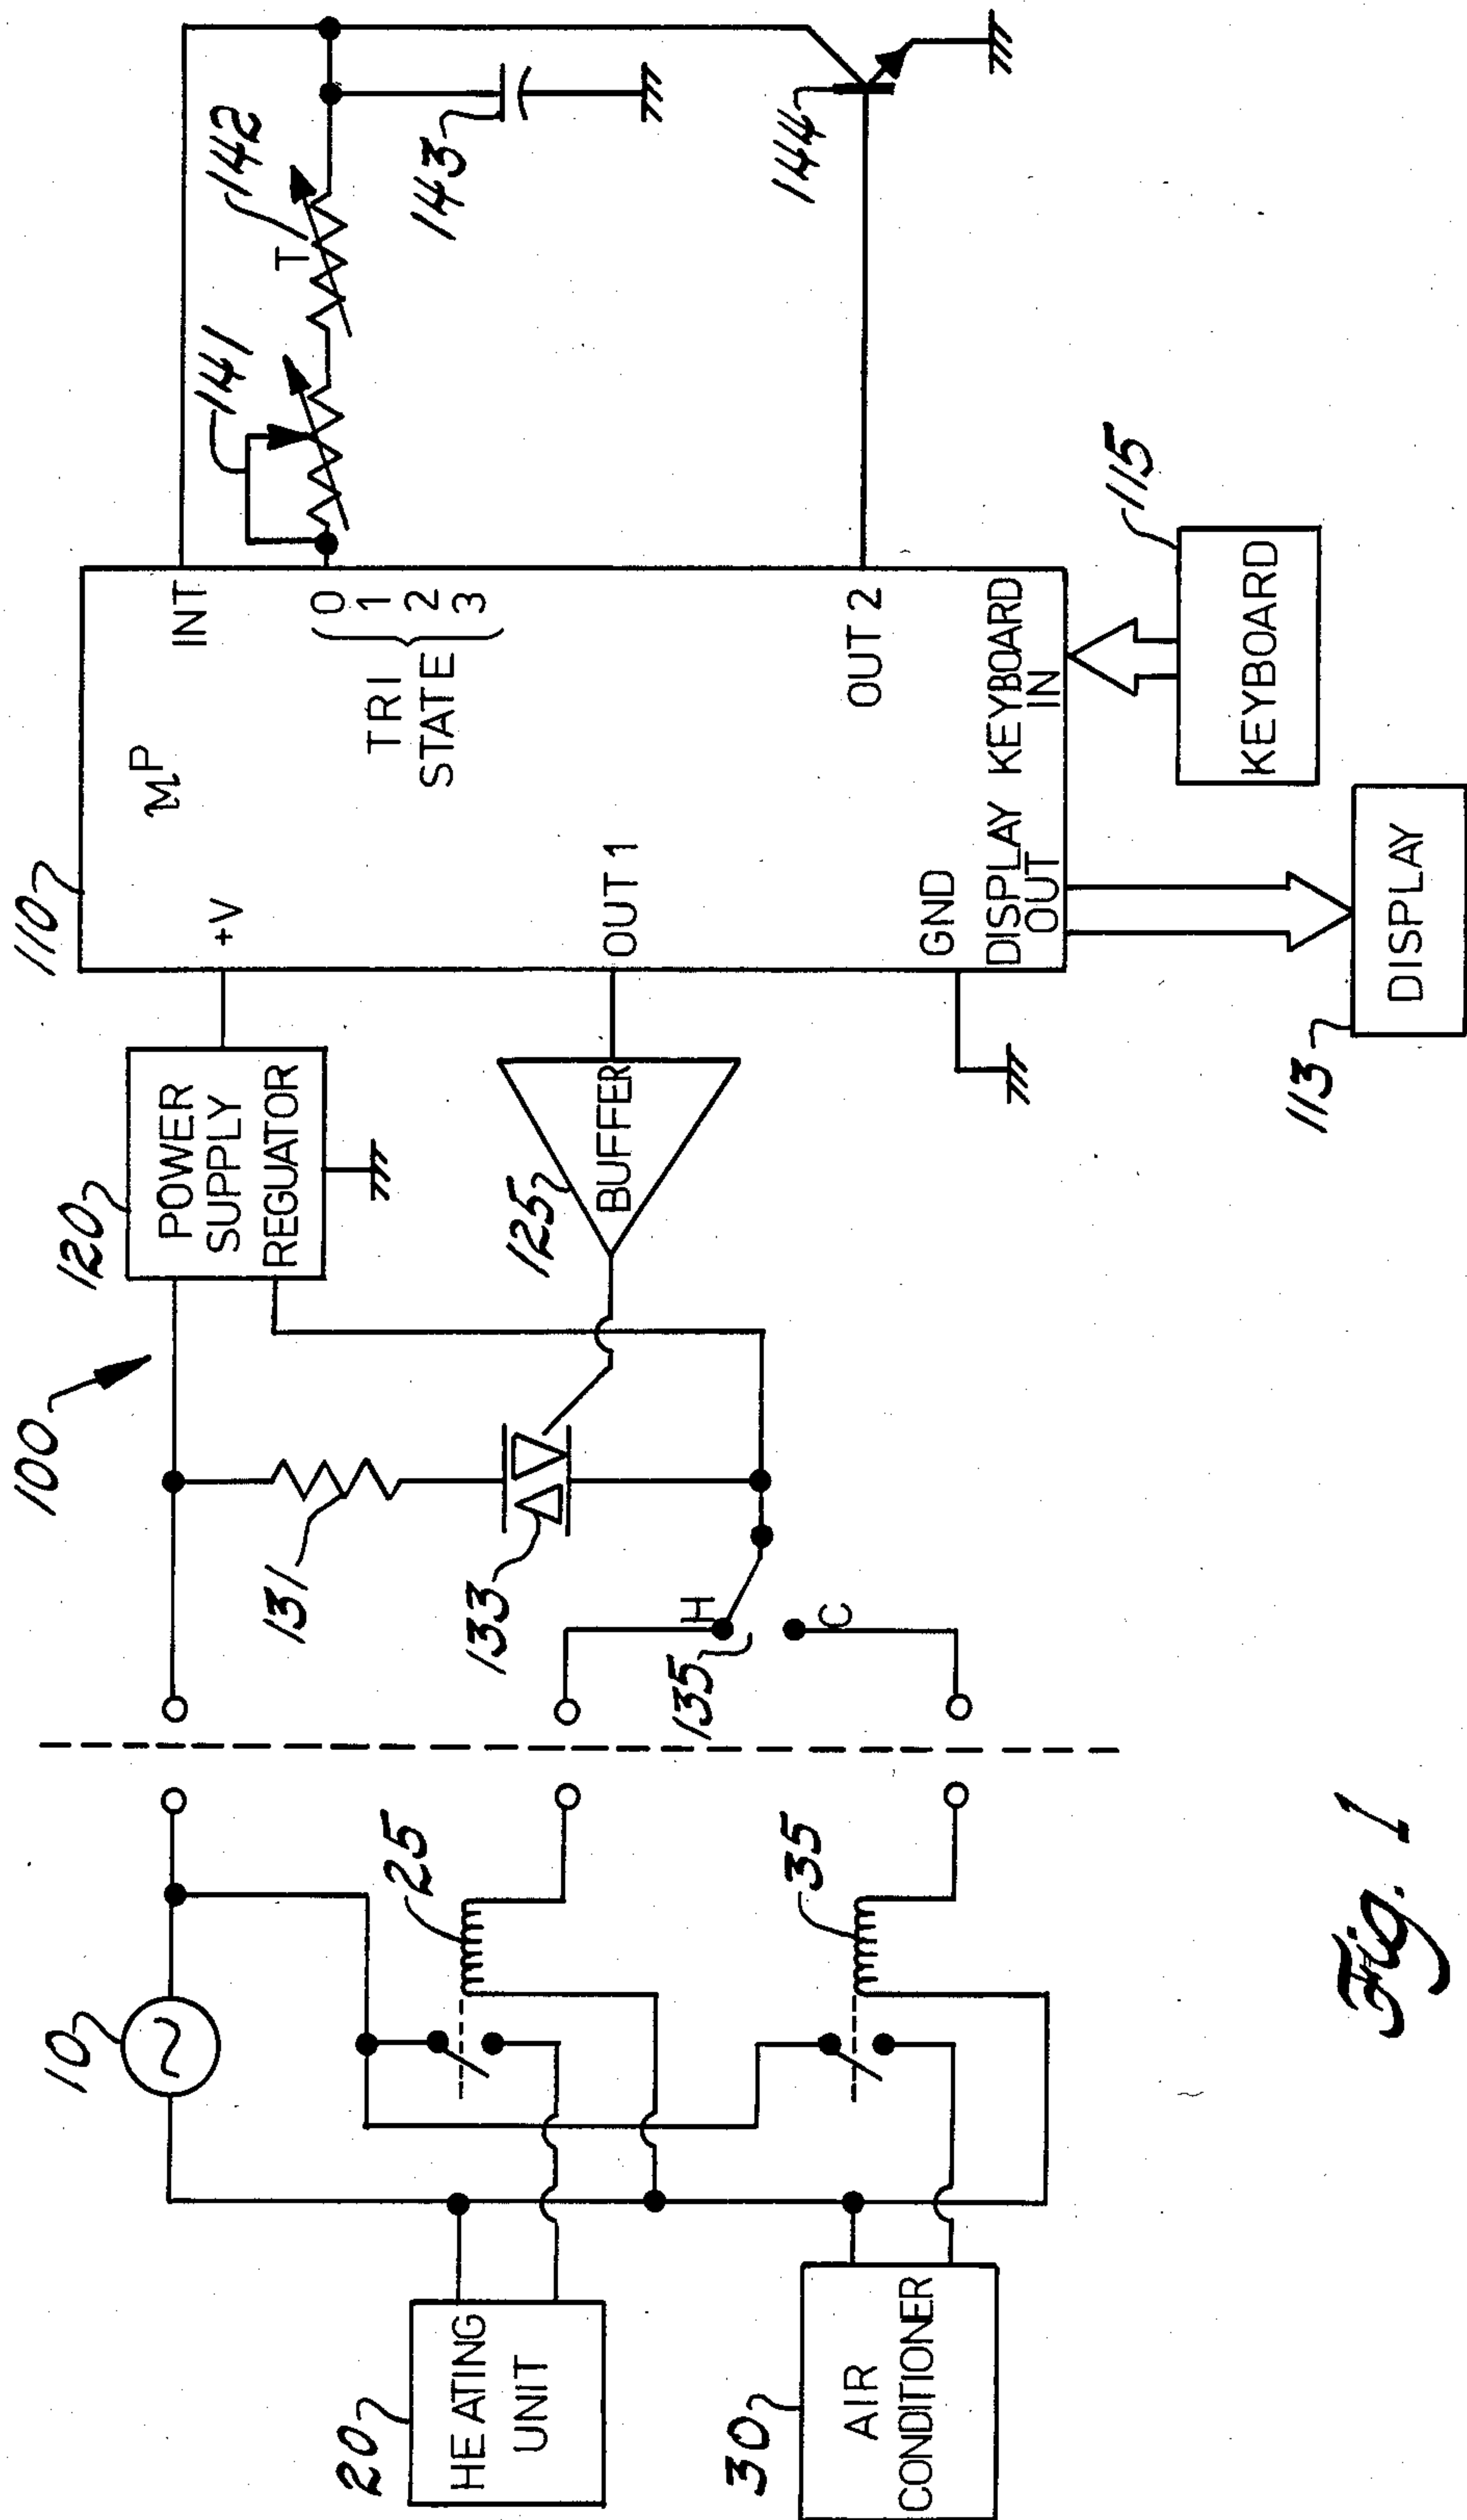 10
20
HEATING
UNIT
25
30
AIR
CONDITIONER
35
100
131
133
135
H
C
120
POWER
SUPPLY
REGUATOR
125
BUFFER
110
μP
+V
INT
TRI
STATE
0
1
2
3
OUT 1
OUT 2
GND
DISPLAY
OUT
KEYBOARD
IN
141
142
T
143
144
115
KEYBOARD
113
DISPLAY
Fig. 1